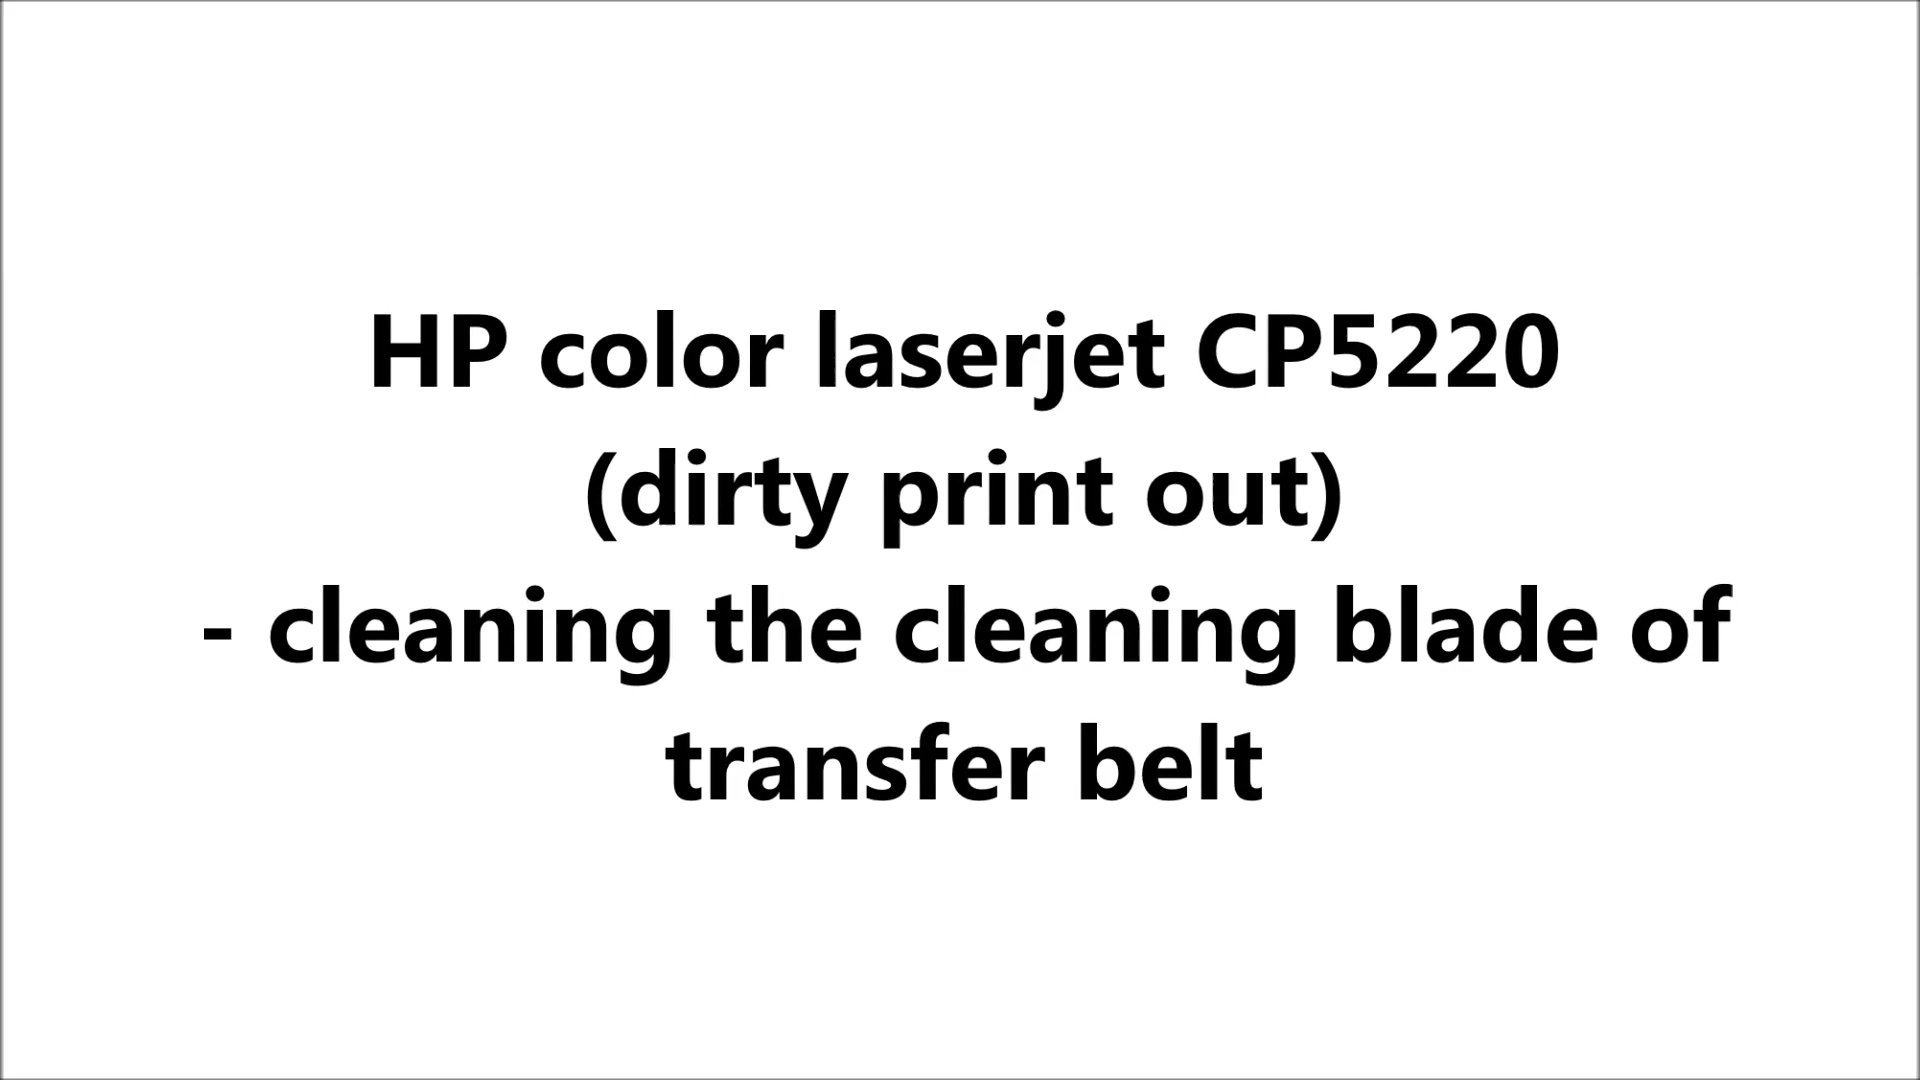 HP color laserjet CP5220
(dirty print out)
- cleaning the cleaning blade of
transfer belt